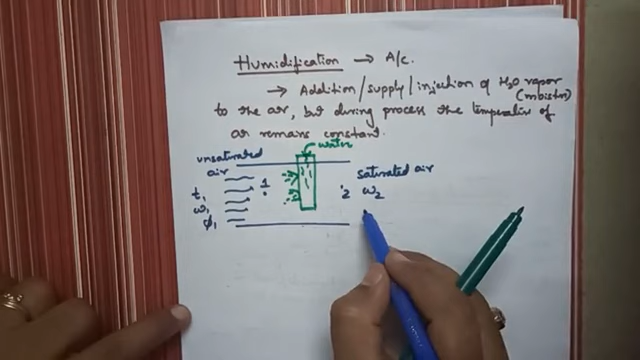 Humidification → A/c.
→ Addition/supply/injection of H2O vapor
(moistur)
to the air, but during process the temperature of
air remains constant.
water
unsaturated
air
saturated air
t1
1
2
ω2
ω1
φ1